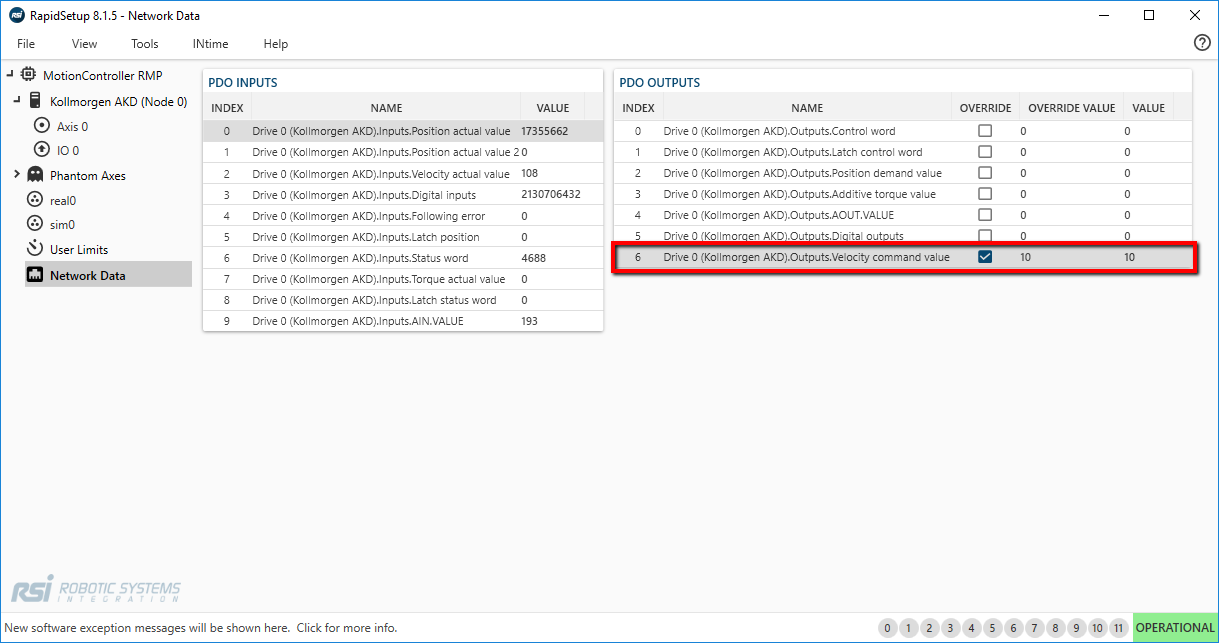 RSi RapidSetup 8.1.5 - Network Data
File View Tools INtime Help
MotionController RMP
Kollmorgen AKD (Node 0)
Axis 0
IO 0
Phantom Axes
real0
sim0
User Limits
Network Data
PDO INPUTS
INDEX NAME VALUE
0 Drive 0 (Kollmorgen AKD).Inputs.Position actual value 17355662
1 Drive 0 (Kollmorgen AKD).Inputs.Position actual value 2 0
2 Drive 0 (Kollmorgen AKD).Inputs.Velocity actual value 108
3 Drive 0 (Kollmorgen AKD).Inputs.Digital inputs 2130706432
4 Drive 0 (Kollmorgen AKD).Inputs.Following error 0
5 Drive 0 (Kollmorgen AKD).Inputs.Latch position 0
6 Drive 0 (Kollmorgen AKD).Inputs.Status word 4688
7 Drive 0 (Kollmorgen AKD).Inputs.Torque actual value 0
8 Drive 0 (Kollmorgen AKD).Inputs.Latch status word 0
9 Drive 0 (Kollmorgen AKD).Inputs.AIN.VALUE 193
PDO OUTPUTS
INDEX NAME OVERRIDE OVERRIDE VALUE VALUE
0 Drive 0 (Kollmorgen AKD).Outputs.Control word 0 0
1 Drive 0 (Kollmorgen AKD).Outputs.Latch control word 0 0
2 Drive 0 (Kollmorgen AKD).Outputs.Position demand value 0 0
3 Drive 0 (Kollmorgen AKD).Outputs.Additive torque value 0 0
4 Drive 0 (Kollmorgen AKD).Outputs.AOUT.VALUE 0 0
5 Drive 0 (Kollmorgen AKD).Outputs.Digital outputs 0 0
6 Drive 0 (Kollmorgen AKD).Outputs.Velocity command value 10 10
RSi ROBOTIC SYSTEMS
INTEGRATION
New software exception messages will be shown here. Click for more info.
0 1 2 3 4 5 6 7 8 9 10 11 OPERATIONAL